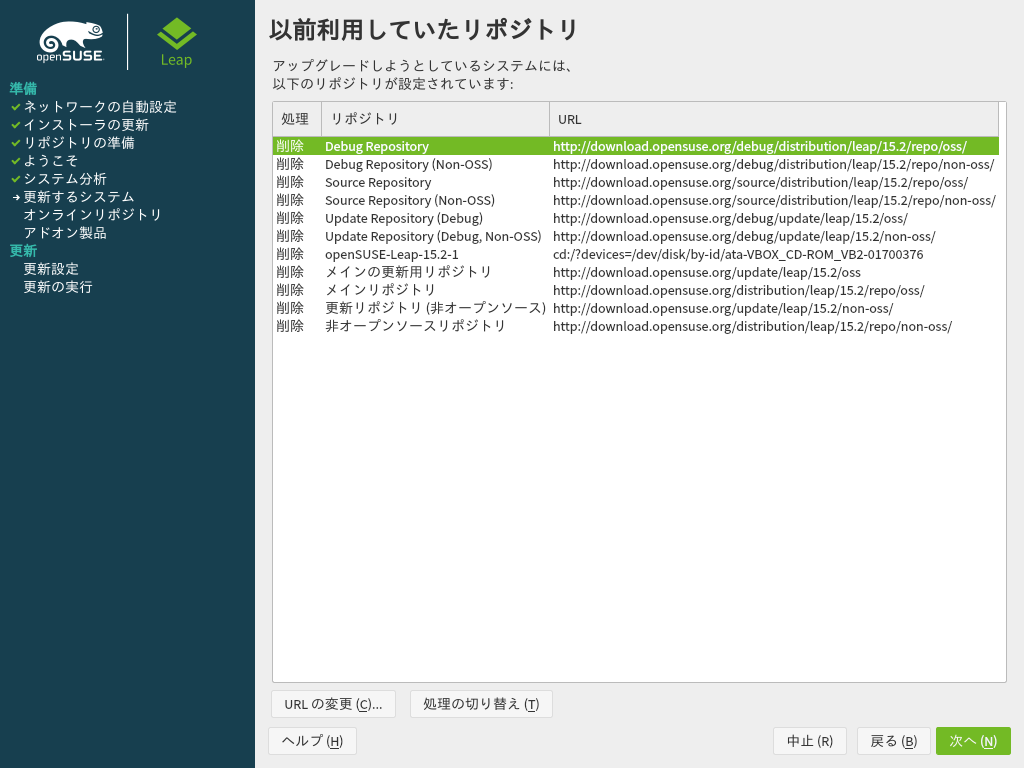 openSUSE
Leap
準備
ネットワークの自動設定
インストーラの更新
リポジトリの準備
ようこそ
システム分析
更新するシステム
オンラインリポジトリ
アドオン製品
更新
更新設定
更新の実行
以前利用していたリポジトリ
アップグレードしようとしているシステムには、
以下のリポジトリが設定されています:
処理 リポジトリ URL
削除 Debug Repository http://download.opensuse.org/debug/distribution/leap/15.2/repo/oss/
削除 Debug Repository (Non-OSS) http://download.opensuse.org/debug/distribution/leap/15.2/repo/non-oss/
削除 Source Repository http://download.opensuse.org/source/distribution/leap/15.2/repo/oss/
削除 Source Repository (Non-OSS) http://download.opensuse.org/source/distribution/leap/15.2/repo/non-oss/
削除 Update Repository (Debug) http://download.opensuse.org/debug/update/leap/15.2/oss/
削除 Update Repository (Debug, Non-OSS) http://download.opensuse.org/debug/update/leap/15.2/non-oss/
削除 openSUSE-Leap-15.2-1 cd:/?devices=/dev/disk/by-id/ata-VBOX_CD-ROM_VB2-01700376
削除 メインの更新用リポジトリ http://download.opensuse.org/update/leap/15.2/oss
削除 メインリポジトリ http://download.opensuse.org/distribution/leap/15.2/repo/oss/
削除 更新リポジトリ (非オープンソース) http://download.opensuse.org/update/leap/15.2/non-oss/
削除 非オープンソースリポジトリ http://download.opensuse.org/distribution/leap/15.2/repo/non-oss/
URL の変更 (C)... 処理の切り替え (T)
ヘルプ (H) 中止 (R) 戻る (B) 次へ (N)